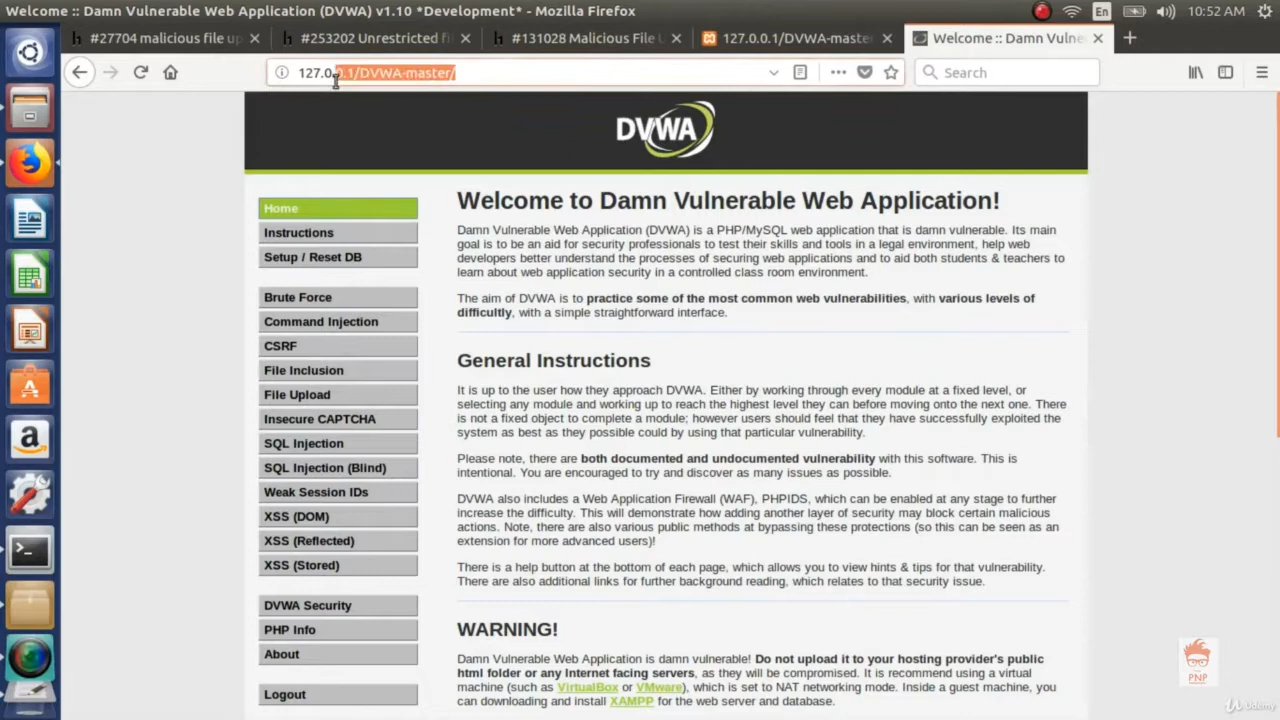 Welcome :: Damn Vulnerable Web Application (DVWA) v1.10 *Development* - Mozilla Firefox
En
10:52 AM
#27704 malicious file up
#253202 Unrestricted fi
#131028 Malicious File U
127.0.0.1/DVWA-master
Welcome :: Damn Vulne
127.0.0.1/DVWA-master/
Search
DVWA
Home
Instructions
Setup / Reset DB
Brute Force
Command Injection
CSRF
File Inclusion
File Upload
Insecure CAPTCHA
SQL Injection
SQL Injection (Blind)
Weak Session IDs
XSS (DOM)
XSS (Reflected)
XSS (Stored)
DVWA Security
PHP Info
About
Logout
Welcome to Damn Vulnerable Web Application!
Damn Vulnerable Web Application (DVWA) is a PHP/MySQL web application that is damn vulnerable. Its main
goal is to be an aid for security professionals to test their skills and tools in a legal environment, help web
developers better understand the processes of securing web applications and to aid both students & teachers to
learn about web application security in a controlled class room environment.
The aim of DVWA is to practice some of the most common web vulnerabilities, with various levels of
difficultly, with a simple straightforward interface.
General Instructions
It is up to the user how they approach DVWA. Either by working through every module at a fixed level, or
selecting any module and working up to reach the highest level they can before moving onto the next one. There
is not a fixed object to complete a module; however users should feel that they have successfully exploited the
system as best as they possible could by using that particular vulnerability.
Please note, there are both documented and undocumented vulnerability with this software. This is
intentional. You are encouraged to try and discover as many issues as possible.
DVWA also includes a Web Application Firewall (WAF), PHPIDS, which can be enabled at any stage to further
increase the difficulty. This will demonstrate how adding another layer of security may block certain malicious
actions. Note, there are also various public methods at bypassing these protections (so this can be seen as an
extension for more advanced users)!
There is a help button at the bottom of each page, which allows you to view hints & tips for that vulnerability.
There are also additional links for further background reading, which relates to that security issue.
WARNING!
Damn Vulnerable Web Application is damn vulnerable! Do not upload it to your hosting provider's public
html folder or any Internet facing servers, as they will be compromised. It is recommend using a virtual
machine (such as VirtualBox or VMware), which is set to NAT networking mode. Inside a guest machine, you
can downloading and install XAMPP for the web server and database.
PNP
Udemy